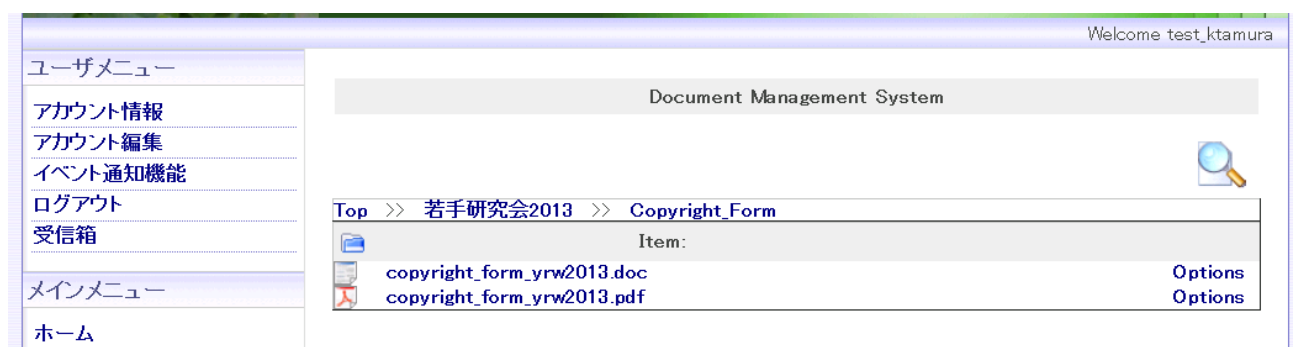 Welcome test_ktamura
ユーザメニュー
アカウント情報
アカウント編集
イベント通知機能
ログアウト
受信箱
メインメニュー
ホーム
Document Management System
Top >> 若手研究会2013 >> Copyright_Form
Item:
copyright_form_yrw2013.doc Options
copyright_form_yrw2013.pdf Options